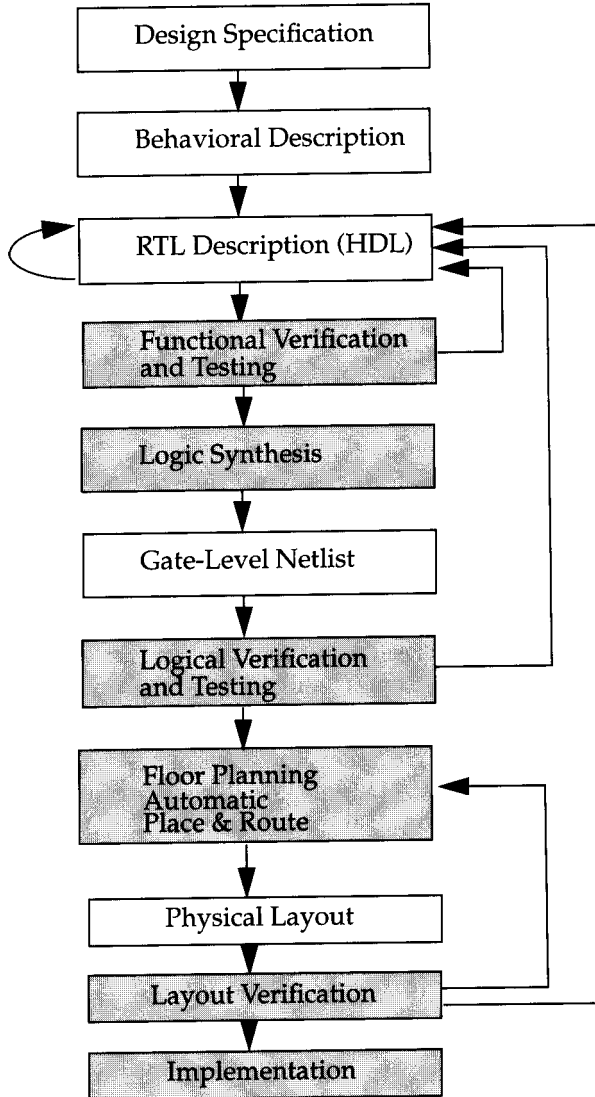 Design Specification
Behavioral Description
RTL Description (HDL)
Functional Verification
and Testing
Logic Synthesis
Gate-Level Netlist
Logical Verification
and Testing
Floor Planning
Automatic
Place & Route
Physical Layout
Layout Verification
Implementation